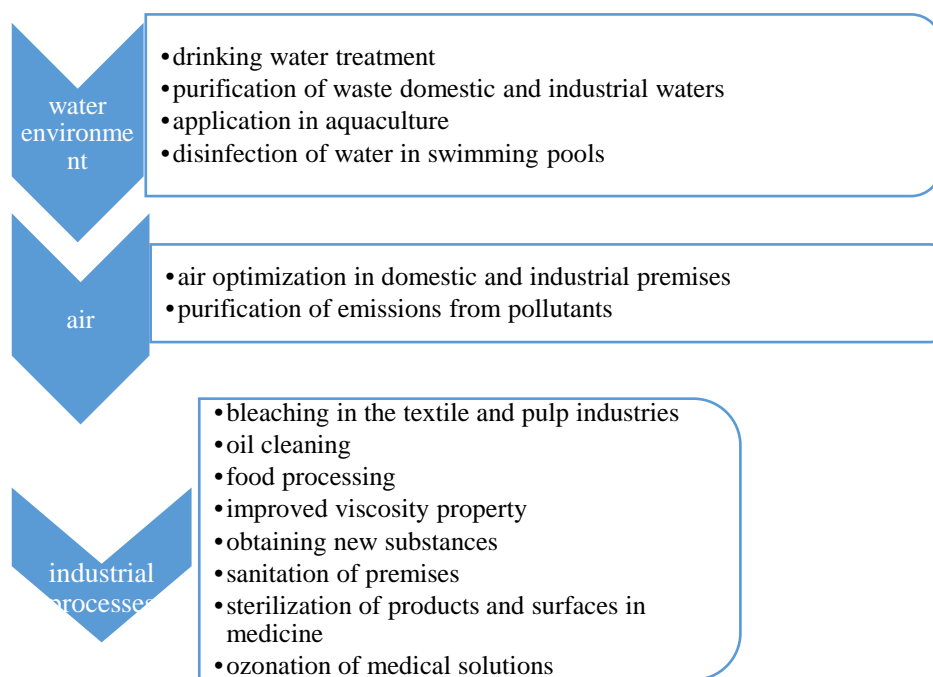 water
environme
nt
•drinking water treatment
•purification of waste domestic and industrial waters
•application in aquaculture
•disinfection of water in swimming pools
air
•air optimization in domestic and industrial premises
•purification of emissions from pollutants
industrial
processes
•bleaching in the textile and pulp industries
•oil cleaning
•food processing
•improved viscosity property
•obtaining new substances
•sanitation of premises
•sterilization of products and surfaces in
medicine
•ozonation of medical solutions